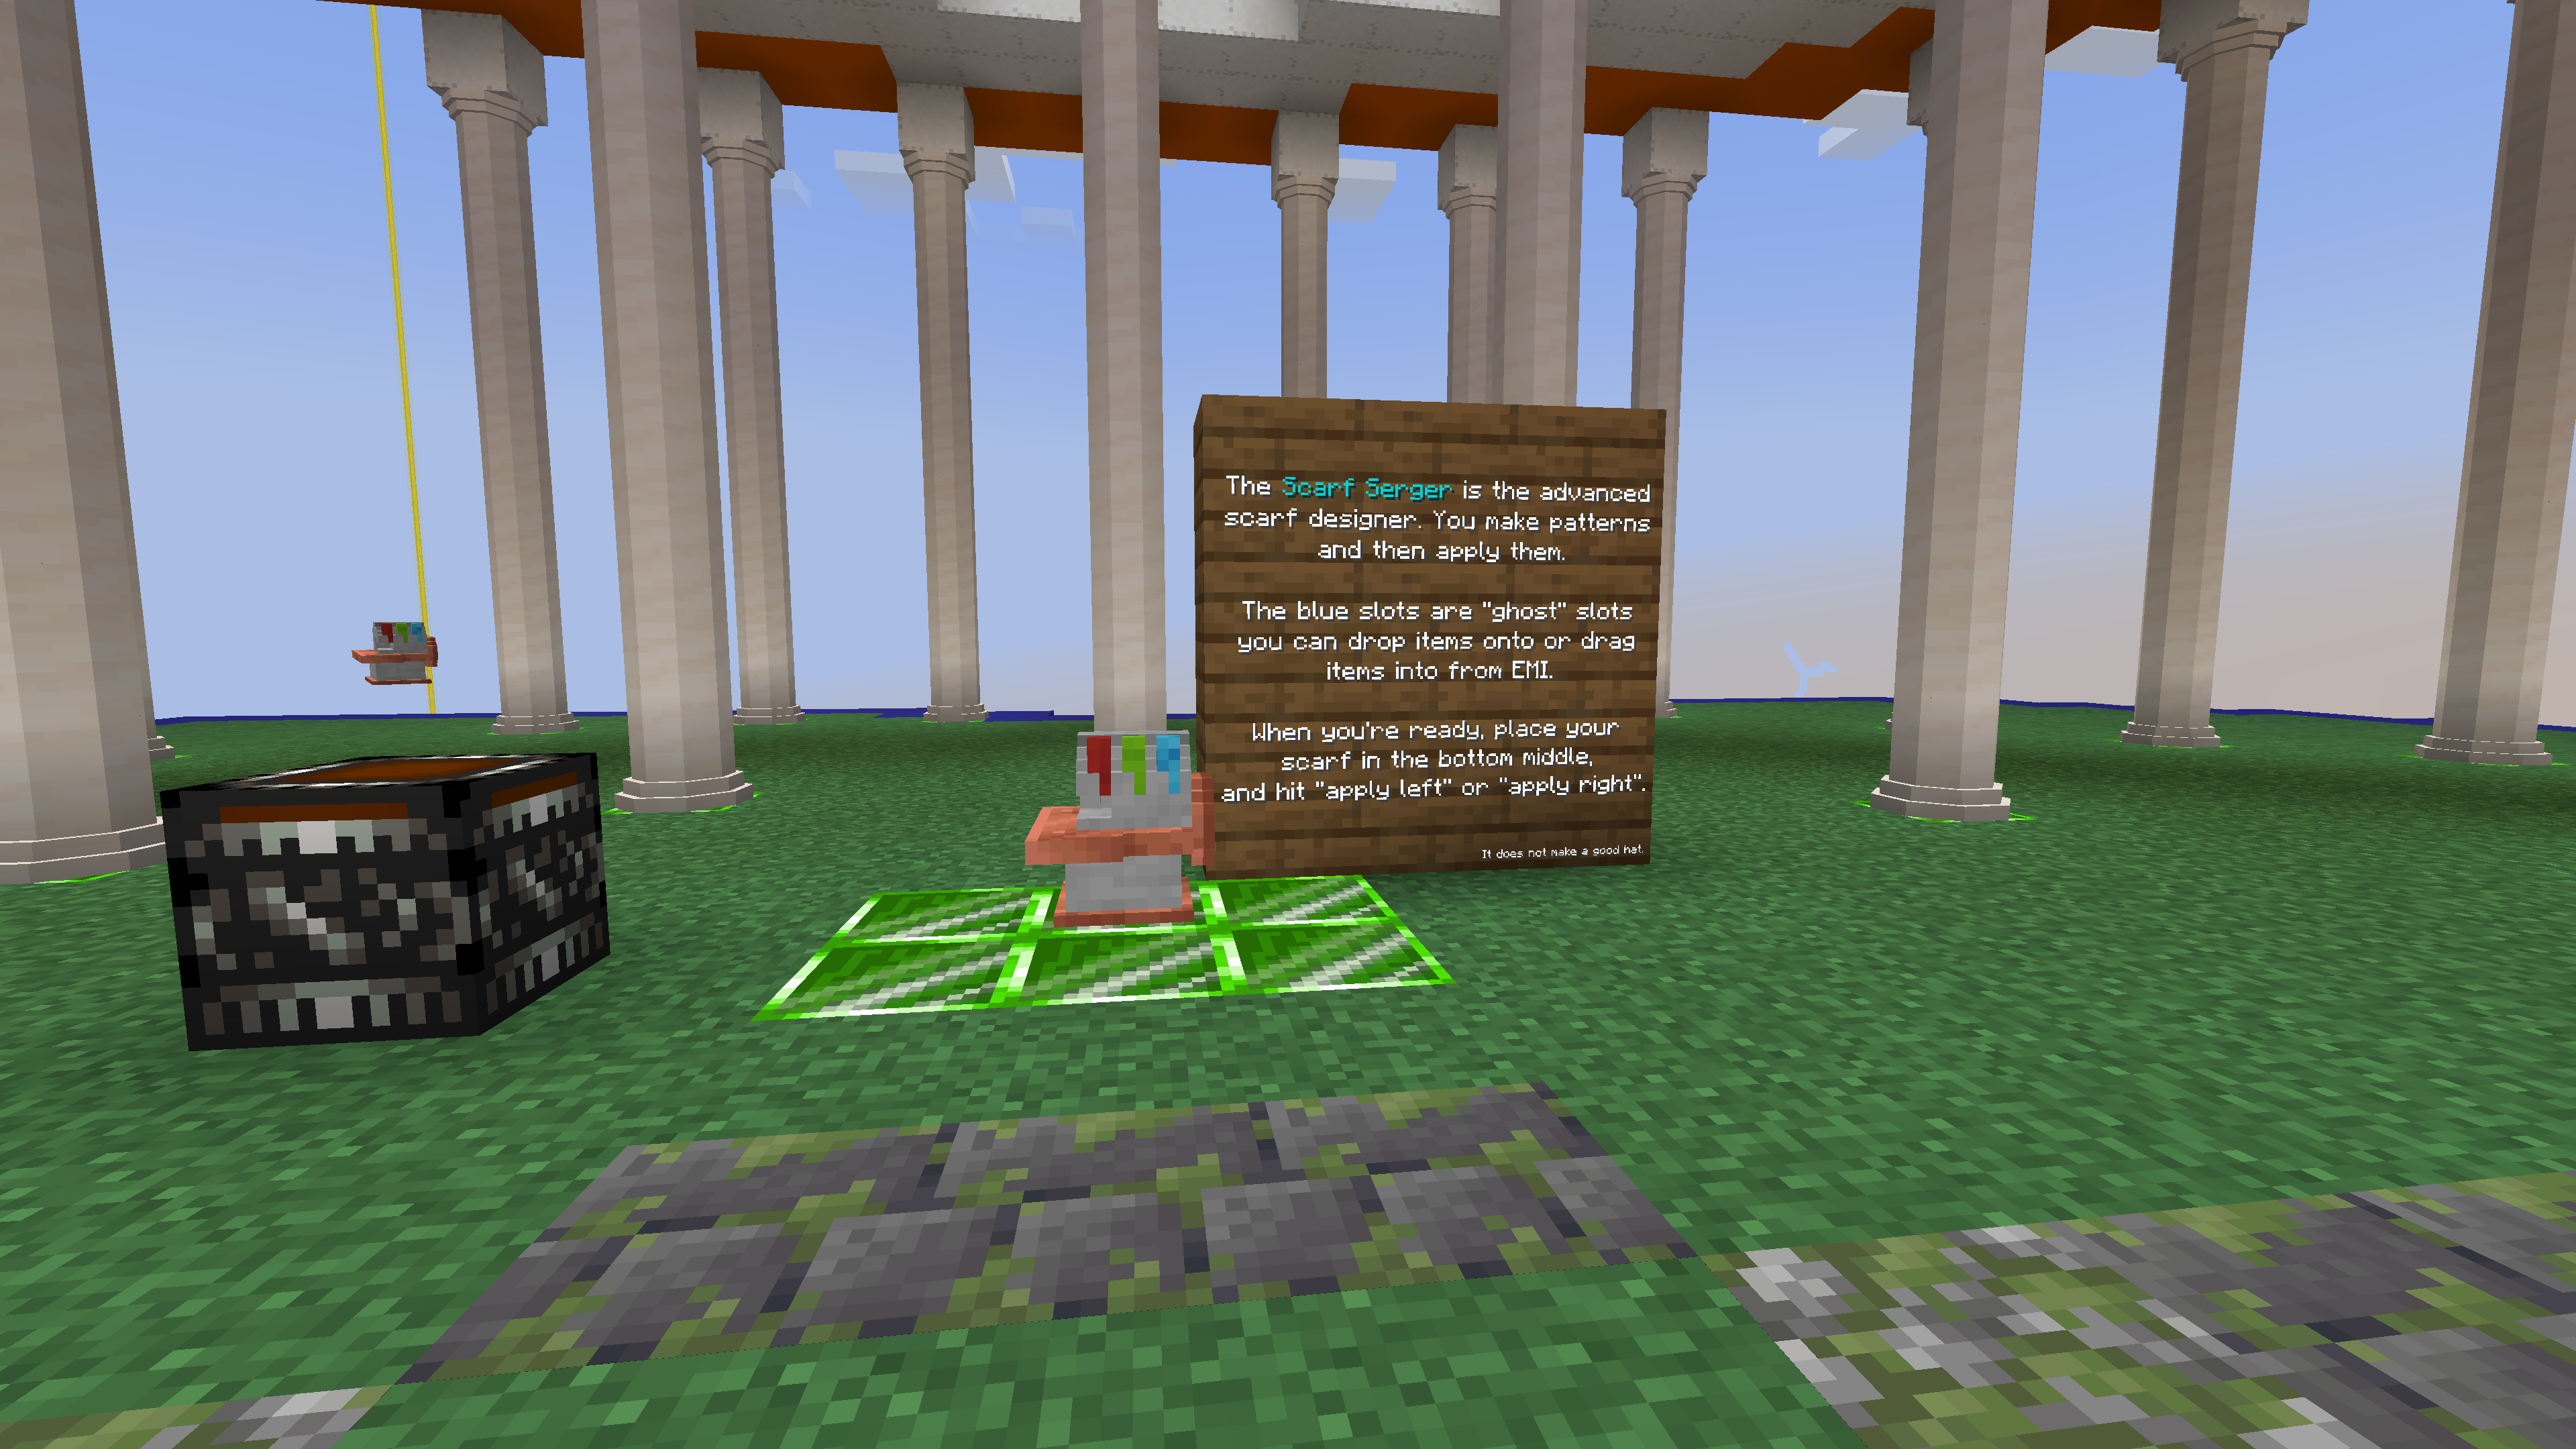 The Scarf Serger is the advanced
scarf designer. You make patterns
and then apply them.
The blue slots are "ghost" slots
you can drop items onto or drag
items into from EMI.
When you're ready, place your
scarf in the bottom middle,
and hit "apply left" or "apply right".
It does not make a good hat.